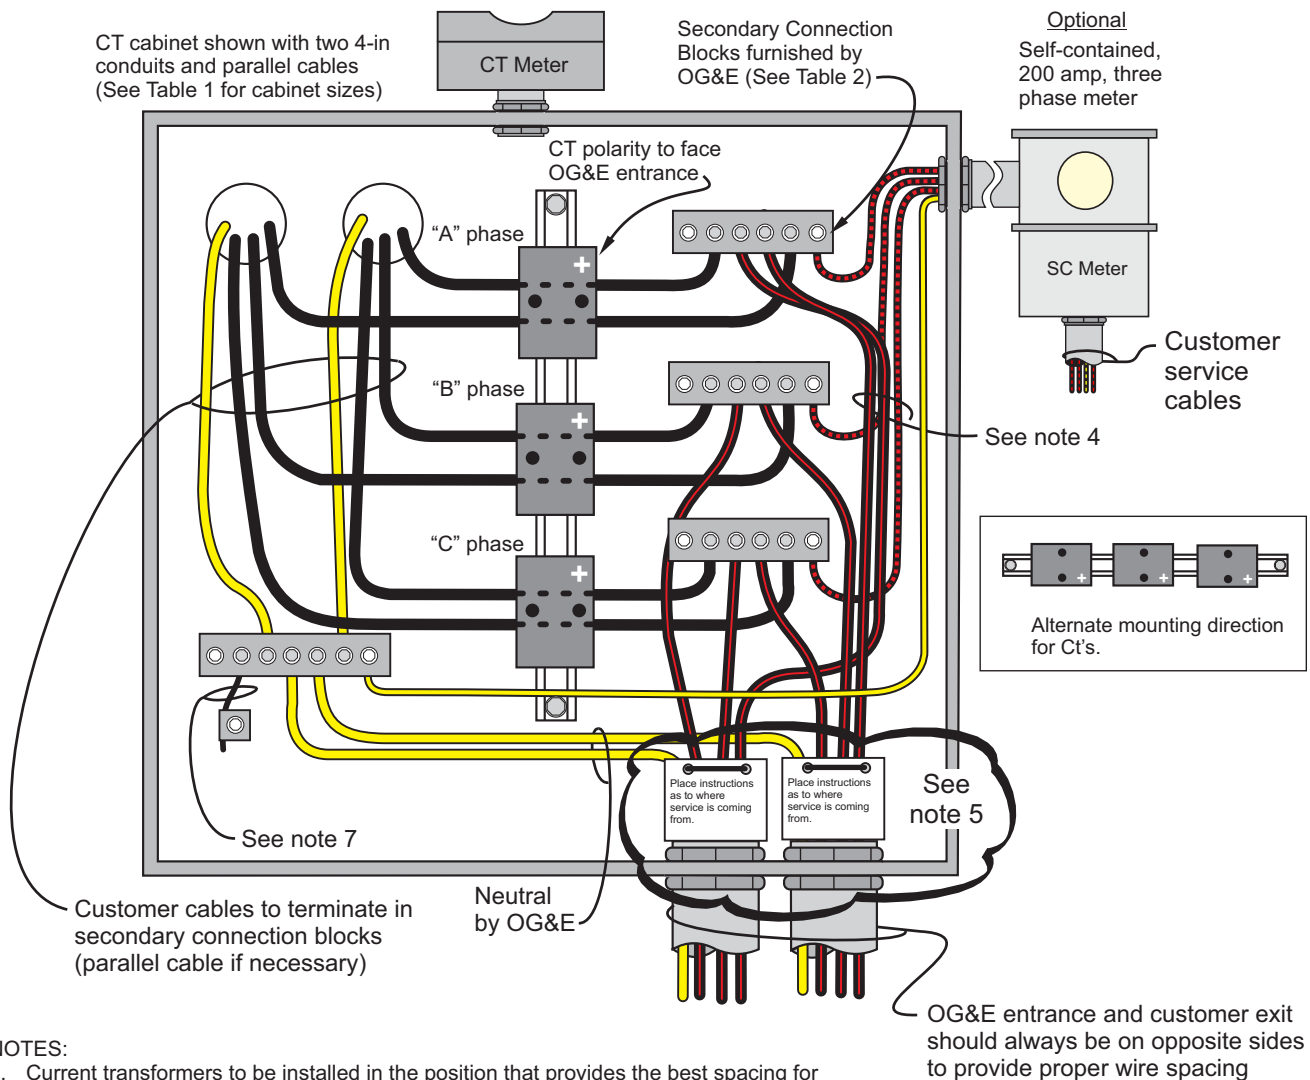 CT cabinet shown with two 4-in
conduits and parallel cables
(See Table 1 for cabinet sizes)
CT Meter
Secondary Connection
Blocks furnished by
OG&E (See Table 2)
Optional
Self-contained,
200 amp, three
phase meter
CT polarity to face
OG&E entrance
"A" phase
+
SC Meter
Customer
service
cables
"B" phase
+
See note 4
"C" phase
+
+
+
+
Alternate mounting direction
for Ct's.
Place instructions
as to where
service is coming
from.
Place instructions
as to where
service is coming
from.
See
note 5
See note 7
Neutral
by OG&E
Customer cables to terminate in
secondary connection blocks
(parallel cable if necessary)
OG&E entrance and customer exit
should always be on opposite sides
to provide proper wire spacing
NOTES:
. Current transformers to be installed in the position that provides the best spacing for